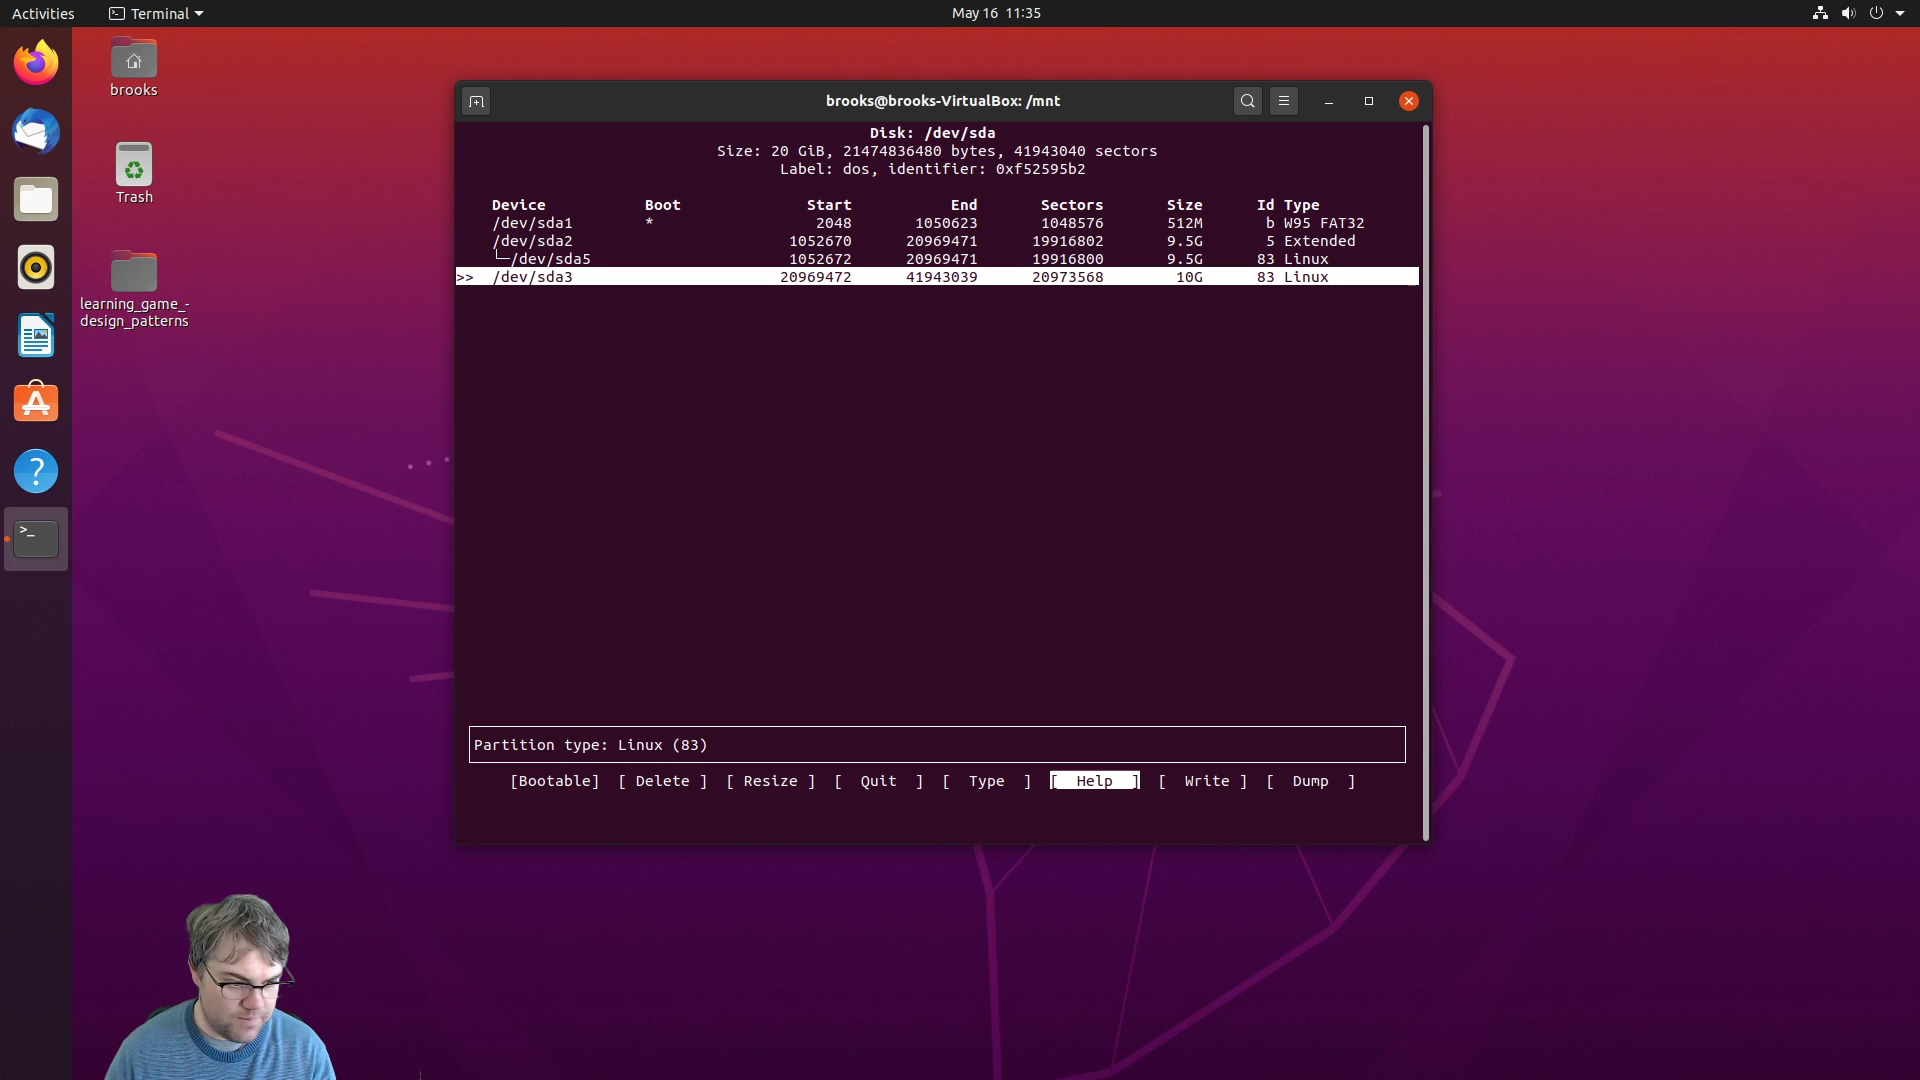 Activities
Terminal
May 16 11:35
brooks
Trash
learning_game_-
design_patterns
brooks@brooks-VirtualBox: /mnt
Disk: /dev/sda
Size: 20 GiB, 21474836480 bytes, 41943040 sectors
Label: dos, identifier: 0xf52595b2
Device Boot Start End Sectors Size Id Type
/dev/sda1 * 2048 1050623 1048576 512M b W95 FAT32
/dev/sda2 1052670 20969471 19916802 9.5G 5 Extended
└─/dev/sda5 1052672 20969471 19916800 9.5G 83 Linux
>> /dev/sda3 20969472 41943039 20973568 10G 83 Linux
Partition type: Linux (83)
[Bootable] [ Delete ] [ Resize ] [ Quit ] [ Type ] [ Help ] [ Write ] [ Dump ]